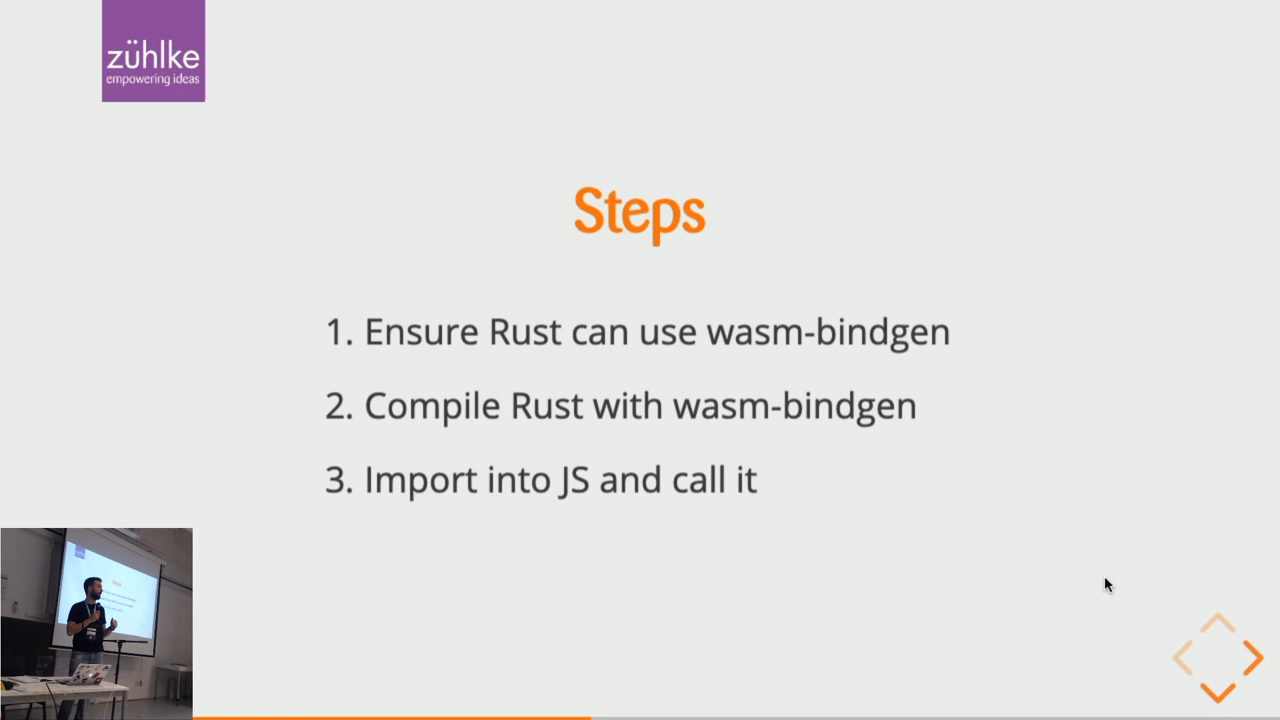 zühlke
empowering ideas
Steps
1. Ensure Rust can use wasm-bindgen
2. Compile Rust with wasm-bindgen
3. Import into JS and call it
Steps